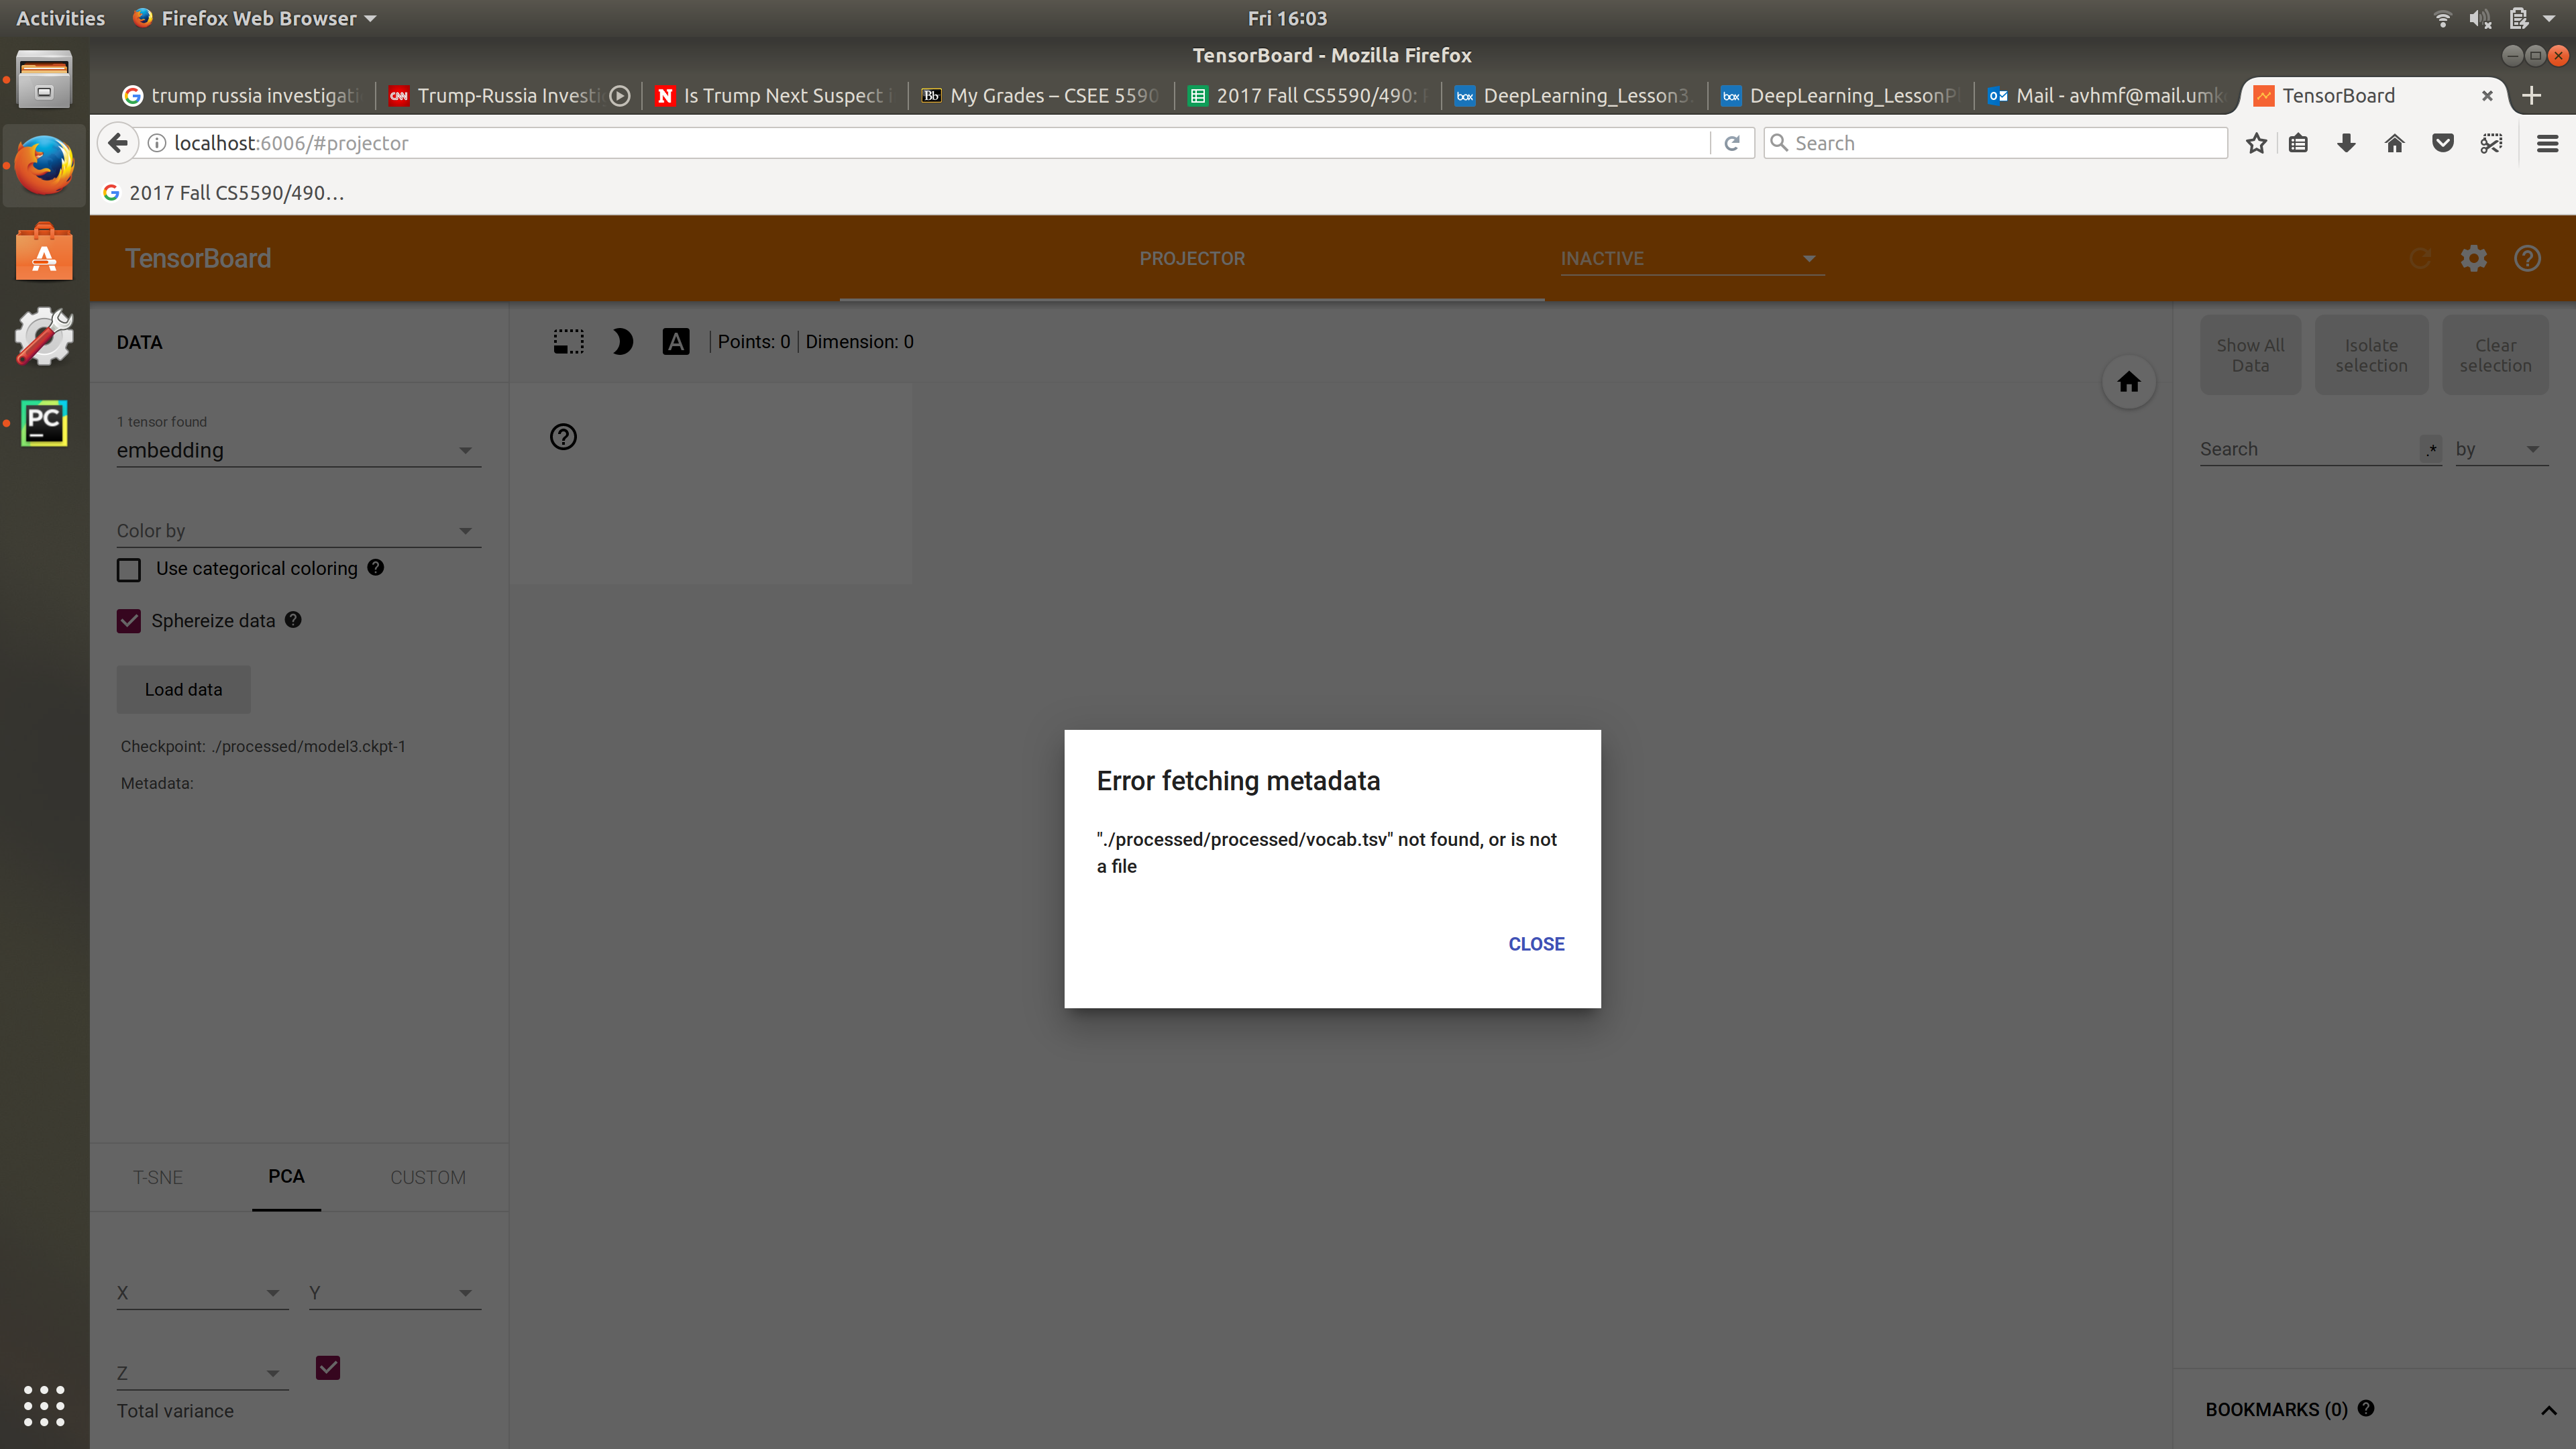 Activities
Firefox Web Browser
Fri 16:03
TensorBoard - Mozilla Firefox
trump russia investigati
CNN
Trump-Russia Investi
N
Is Trump Next Suspect i
Bb
My Grades – CSEE 5590
2017 Fall CS5590/490:
box
DeepLearning_Lesson3
box
DeepLearning_LessonP
Mail - avhmf@mail.umk
TensorBoard
localhost:6006/#projector
Search
2017 Fall CS5590/490...
TensorBoard
PROJECTOR
INACTIVE
DATA
A
Points: 0
Dimension: 0
Show All
Data
Isolate
selection
Clear
selection
1 tensor found
embedding
Search
.*
by
Color by
Use categorical coloring
Sphereize data
Load data
Checkpoint: ./processed/model3.ckpt-1
Metadata:
Error fetching metadata
"./processed/processed/vocab.tsv" not found, or is not
a file
CLOSE
T-SNE
PCA
CUSTOM
X
Y
Z
Total variance
BOOKMARKS (0)
PC